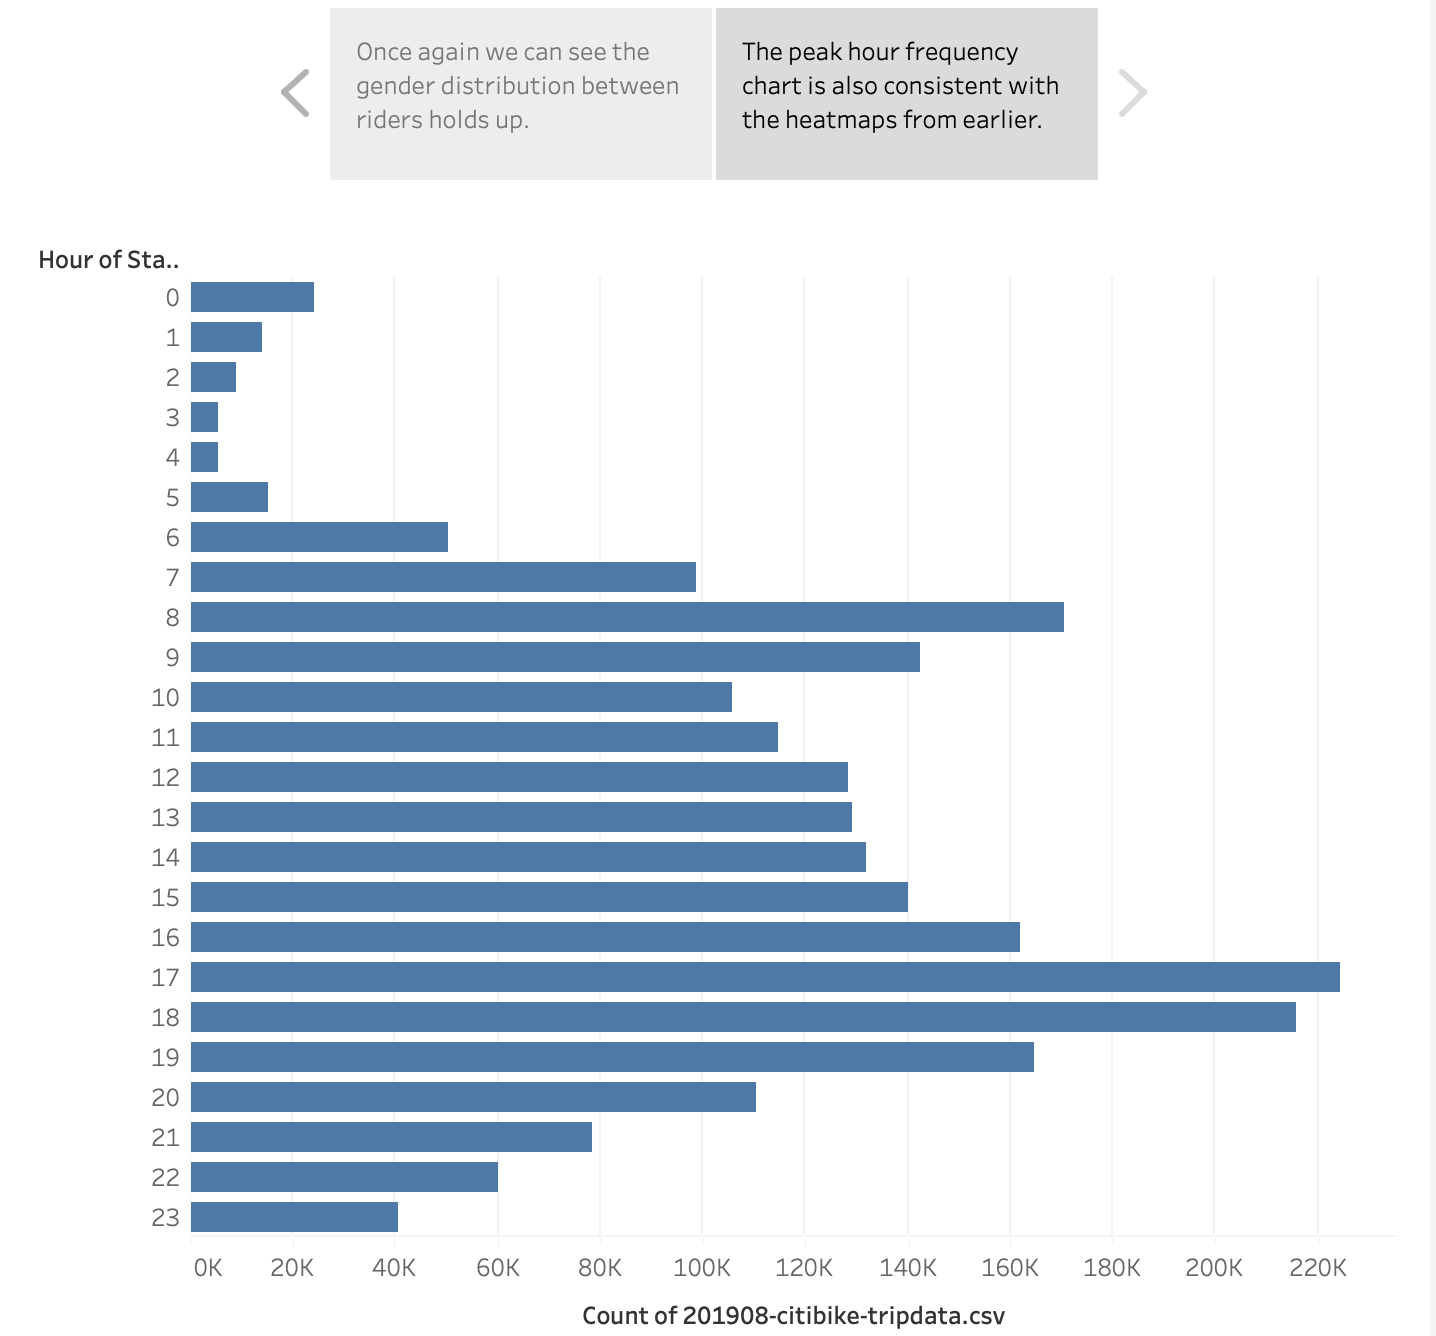 Once again we can see the
gender distribution between
riders holds up.
The peak hour frequency
chart is also consistent with
the heatmaps from earlier.
Hour of Sta..
0
1
2
3
4
5
6
7
8
9
10
11
12
13
14
15
16
17
18
19
20
21
22
23
0K 20K 40K 60K 80K 100K 120K 140K 160K 180K 200K 220K
Count of 201908-citibike-tripdata.csv